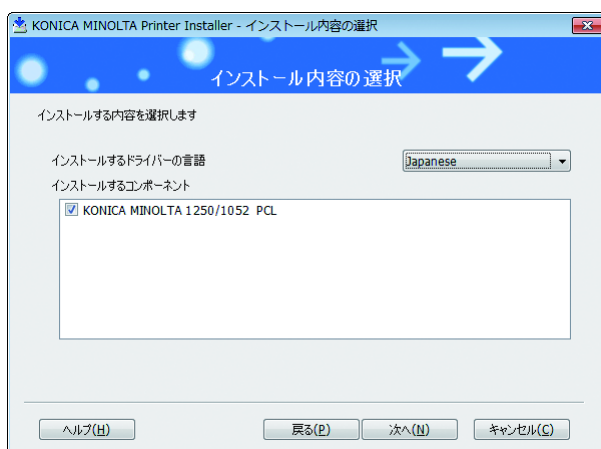 KONICA MINOLTA Printer Installer - インストール内容の選択
インストール内容の選択
インストールする内容を選択します
インストールするドライバーの言語
Japanese
インストールするコンポーネント
KONICA MINOLTA 1250/1052 PCL
ヘルプ(H)
戻る(P)
次へ(N)
キャンセル(C)